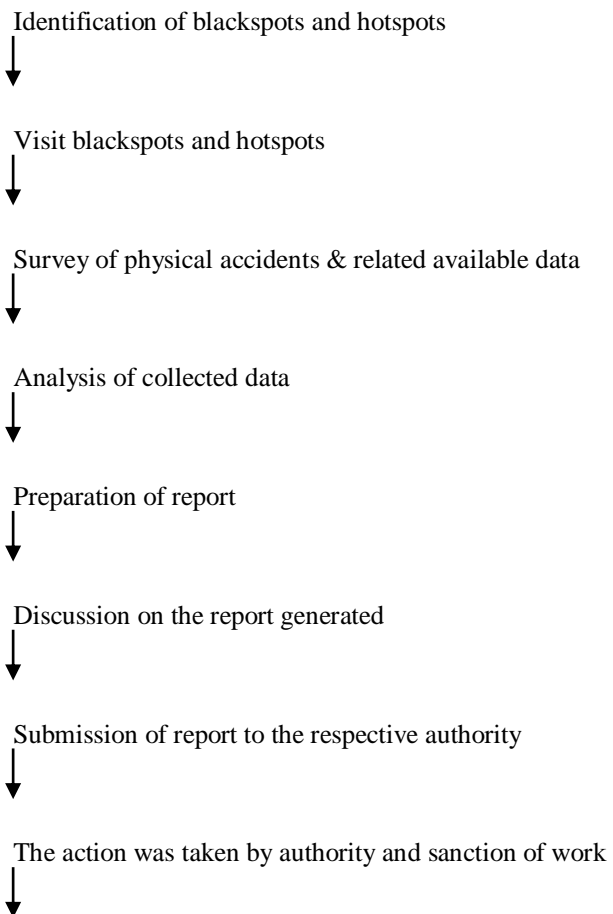 Identification of blackspots and hotspots
Visit blackspots and hotspots
Survey of physical accidents & related available data
Analysis of collected data
Preparation of report
Discussion on the report generated
Submission of report to the respective authority
The action was taken by authority and sanction of work